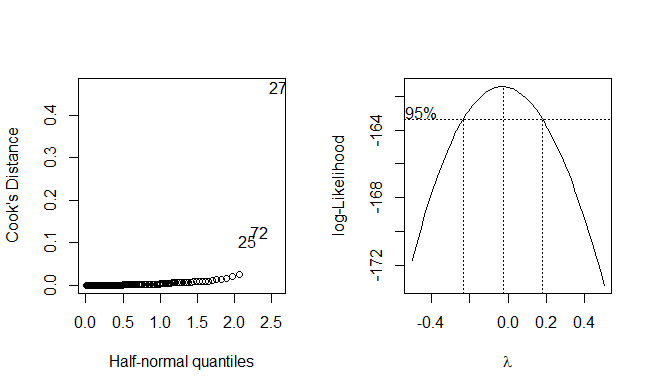 Cook's Distance
0.0 0.1 0.2 0.3 0.4
27
72
25
0.0 0.5 1.0 1.5 2.0 2.5
Half-normal quantiles
log-Likelihood
-172 -168 -164
95%
-0.4 0.0 0.2 0.4
λ